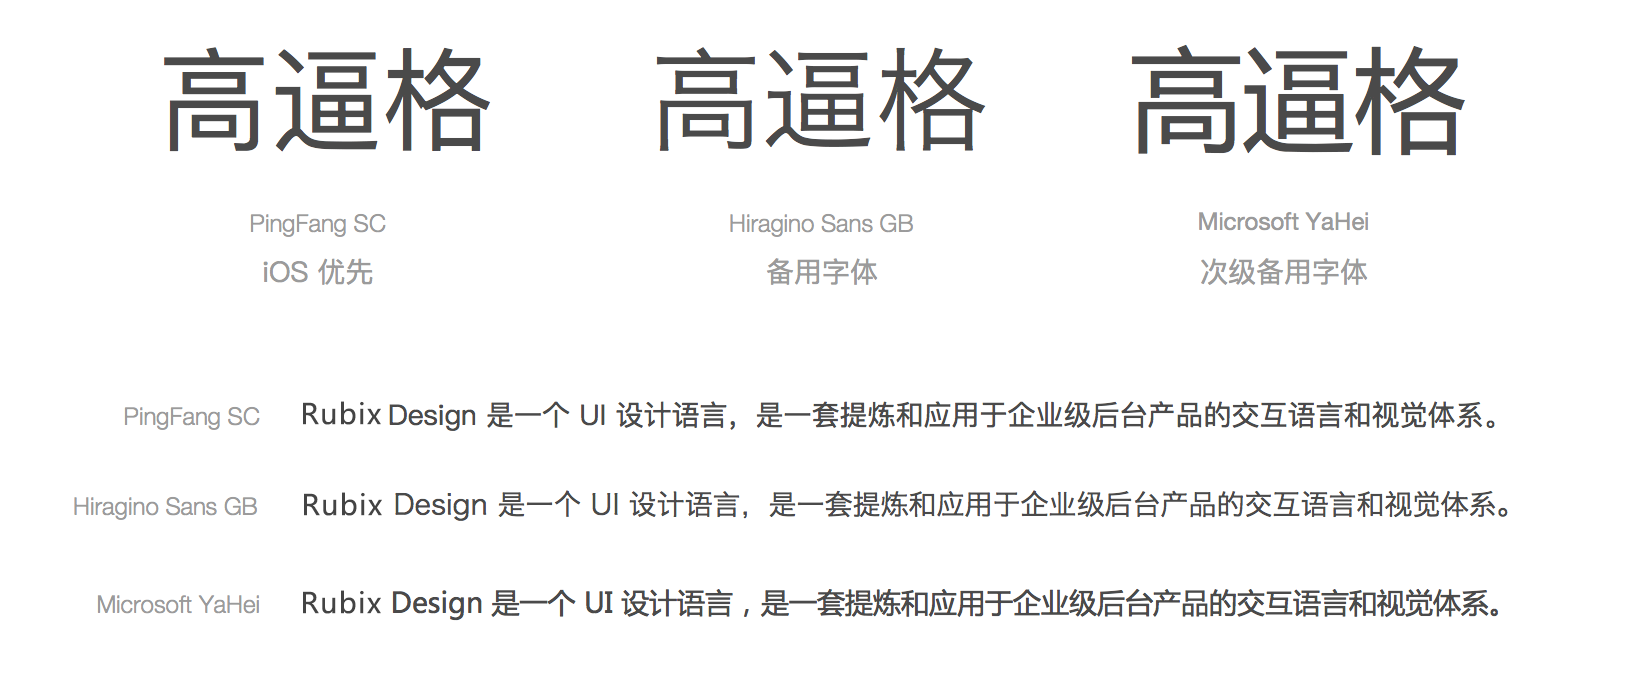 高逼格 高逼格 高逼格
PingFang SC Hiragino Sans GB Microsoft YaHei
iOS 优先 备用字体 次级备用字体
PingFang SC Rubix Design 是一个 UI 设计语言，是一套提炼和应用于企业级后台产品的交互语言和视觉体系。
Hiragino Sans GB Rubix Design 是一个 UI 设计语言，是一套提炼和应用于企业级后台产品的交互语言和视觉体系。
Microsoft YaHei Rubix Design 是一个 UI 设计语言，是一套提炼和应用于企业级后台产品的交互语言和视觉体系。